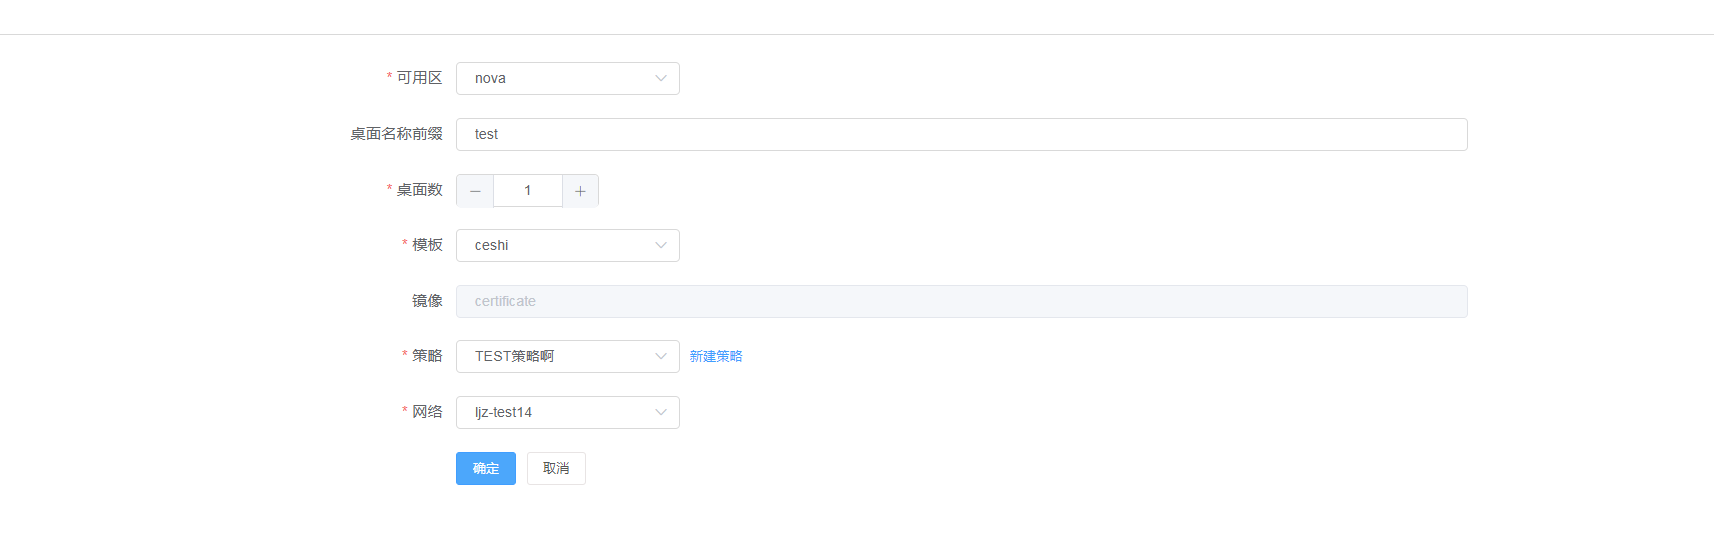 * 可用区 nova
桌面名称前缀 test
* 桌面数 1
* 模板 ceshi
镜像 certificate
* 策略 TEST策略啊 新建策略
* 网络 ljz-test14
确定 取消